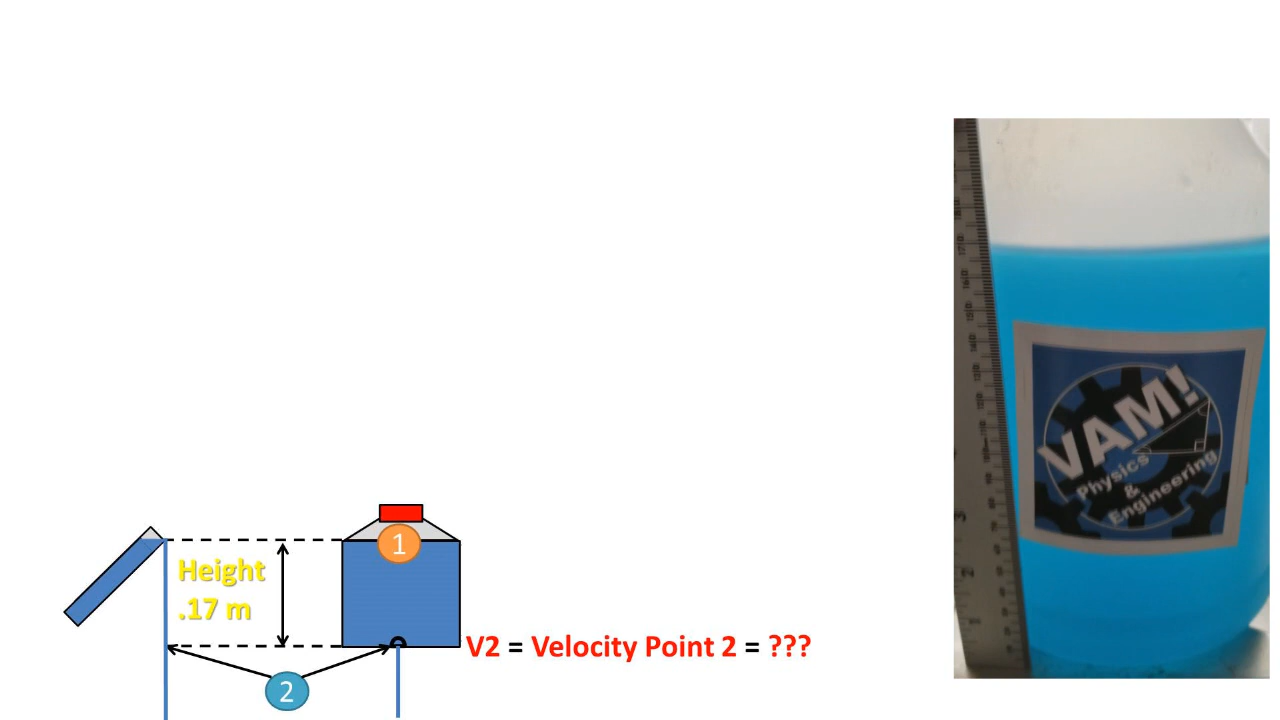 1
Height
.17 m
V2 = Velocity Point 2 = ???
2
VAM!
Physics
&
Engineering